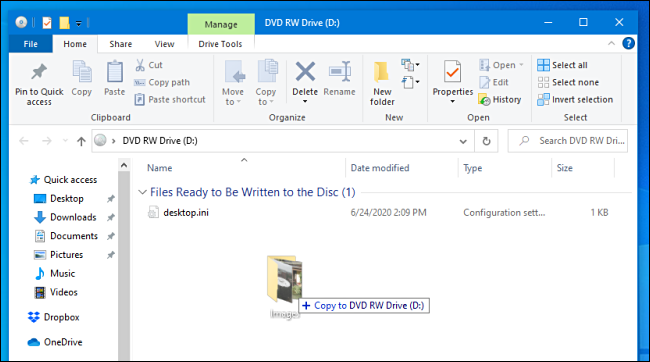 Manage
DVD RW Drive (D:)
File
Home
Share
View
Drive Tools
Pin to Quick access
Copy
Paste
Cut
Copy path
Paste shortcut
Clipboard
Move to
Copy to
Delete
Rename
Organize
New folder
New
Properties
Open
Edit
History
Open
Select all
Select none
Invert selection
Select
DVD RW Drive (D:)
Search DVD RW Dri...
Name
Date modified
Type
Size
Quick access
Desktop
Downloads
Documents
Pictures
Music
Videos
Dropbox
OneDrive
Files Ready to Be Written to the Disc (1)
desktop.ini
6/24/2020 2:09 PM
Configuration sett...
1 KB
Images
+ Copy to DVD RW Drive (D:)